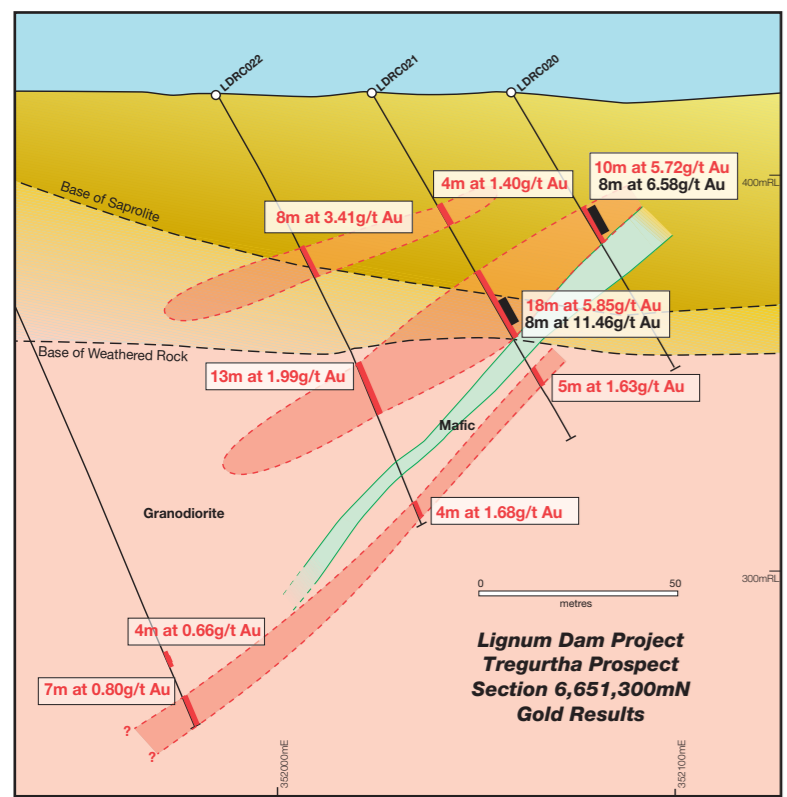 LDRC022
LDRC021
LDRC020
10m at 5.72g/t Au
8m at 6.58g/t Au
4m at 1.40g/t Au
400mRL
Base of Saprolite
8m at 3.41g/t Au
18m at 5.85g/t Au
8m at 11.46g/t Au
Base of Weathered Rock
13m at 1.99g/t Au
5m at 1.63g/t Au
Mafic
Granodiorite
4m at 1.68g/t Au
300mRL
0 50
metres
4m at 0.66g/t Au
7m at 0.80g/t Au
Lignum Dam Project
Tregurtha Prospect
Section 6,651,300mN
Gold Results
?
?
352000mE
352100mE